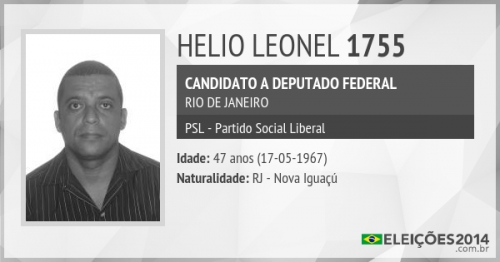 HELIO LEONEL 1755
CANDIDATO A DEPUTADO FEDERAL
RIO DE JANEIRO
PSL - Partido Social Liberal
Idade: 47 anos (17-05-1967)
Naturalidade: RJ - Nova Iguaçú
ELEIÇÕES2014
.com.br